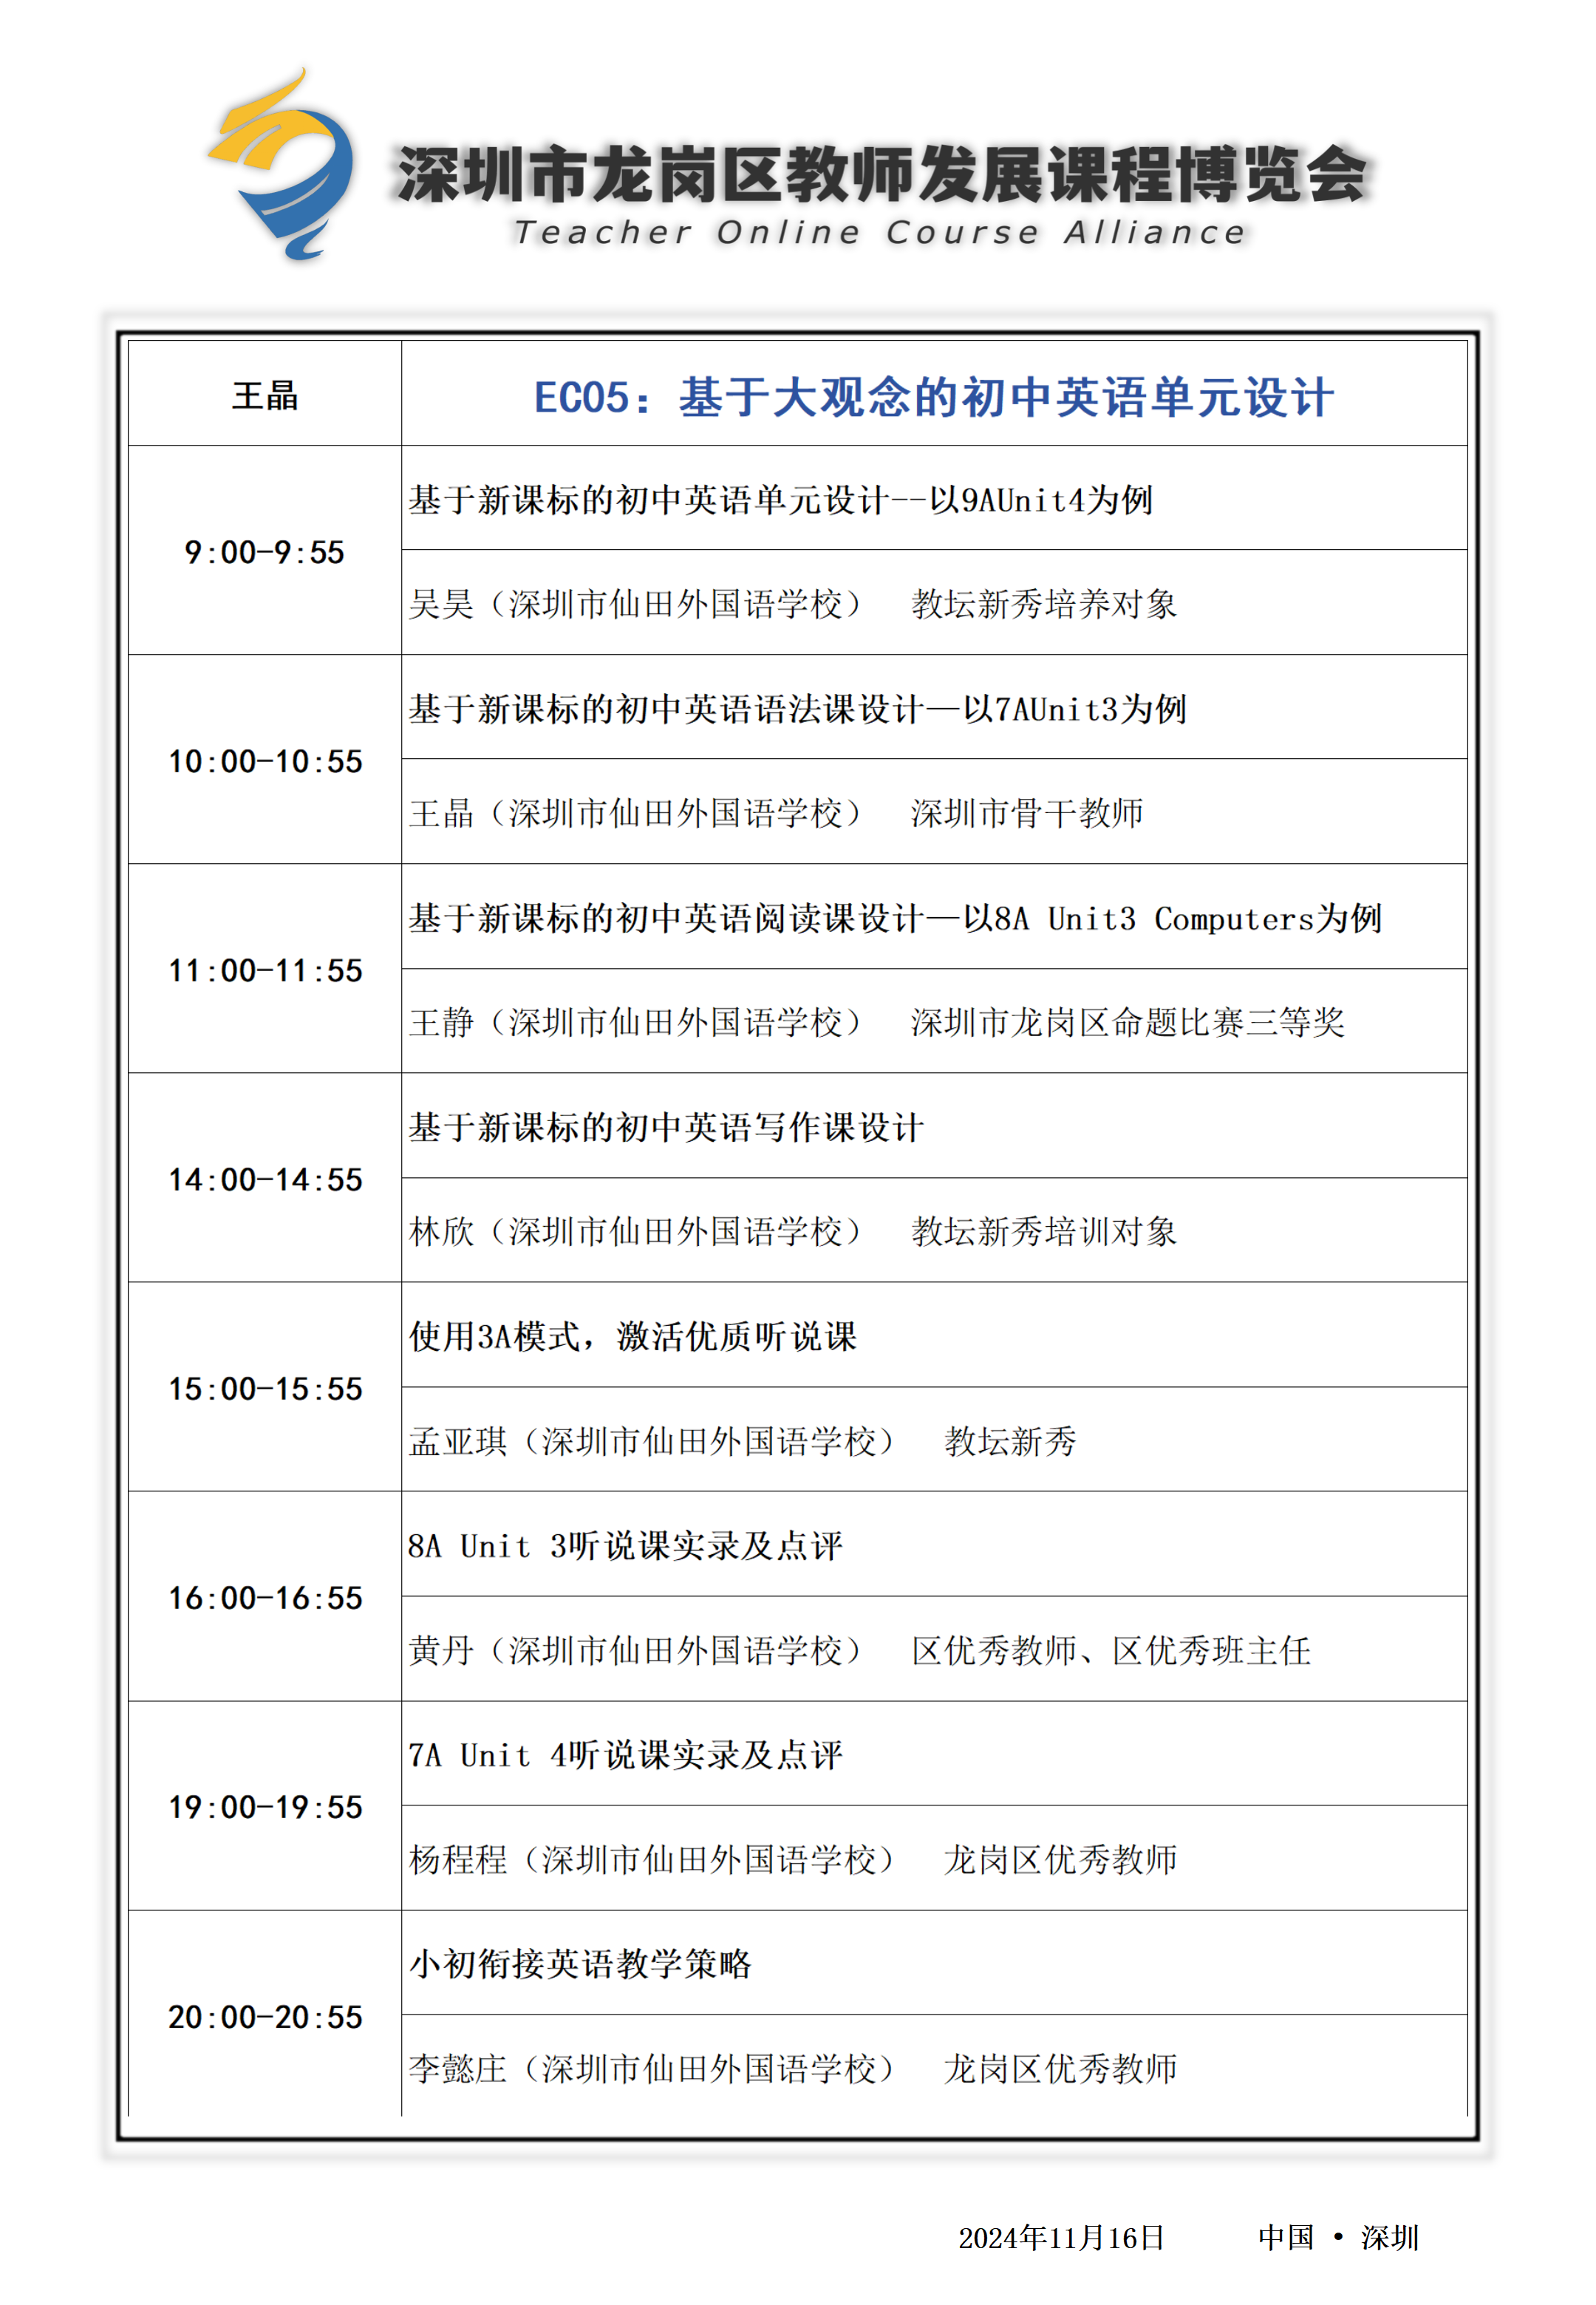 深圳市龙岗区教师发展课程博览会
Teacher Online Course Alliance
王晶
EC05：基于大观念的初中英语单元设计
9:00-9:55
基于新课标的初中英语单元设计--以9AUnit4为例
吴昊（深圳市仙田外国语学校） 教坛新秀培养对象
10:00-10:55
基于新课标的初中英语语法课设计—以7AUnit3为例
王晶（深圳市仙田外国语学校） 深圳市骨干教师
11:00-11:55
基于新课标的初中英语阅读课设计—以8A Unit3 Computers为例
王静（深圳市仙田外国语学校） 深圳市龙岗区命题比赛三等奖
14:00-14:55
基于新课标的初中英语写作课设计
林欣（深圳市仙田外国语学校） 教坛新秀培训对象
15:00-15:55
使用3A模式，激活优质听说课
孟亚琪（深圳市仙田外国语学校） 教坛新秀
16:00-16:55
8A Unit 3听说课实录及点评
黄丹（深圳市仙田外国语学校） 区优秀教师、区优秀班主任
19:00-19:55
7A Unit 4听说课实录及点评
杨程程（深圳市仙田外国语学校） 龙岗区优秀教师
20:00-20:55
小初衔接英语教学策略
李懿庄（深圳市仙田外国语学校） 龙岗区优秀教师
2024年11月16日 中国 • 深圳